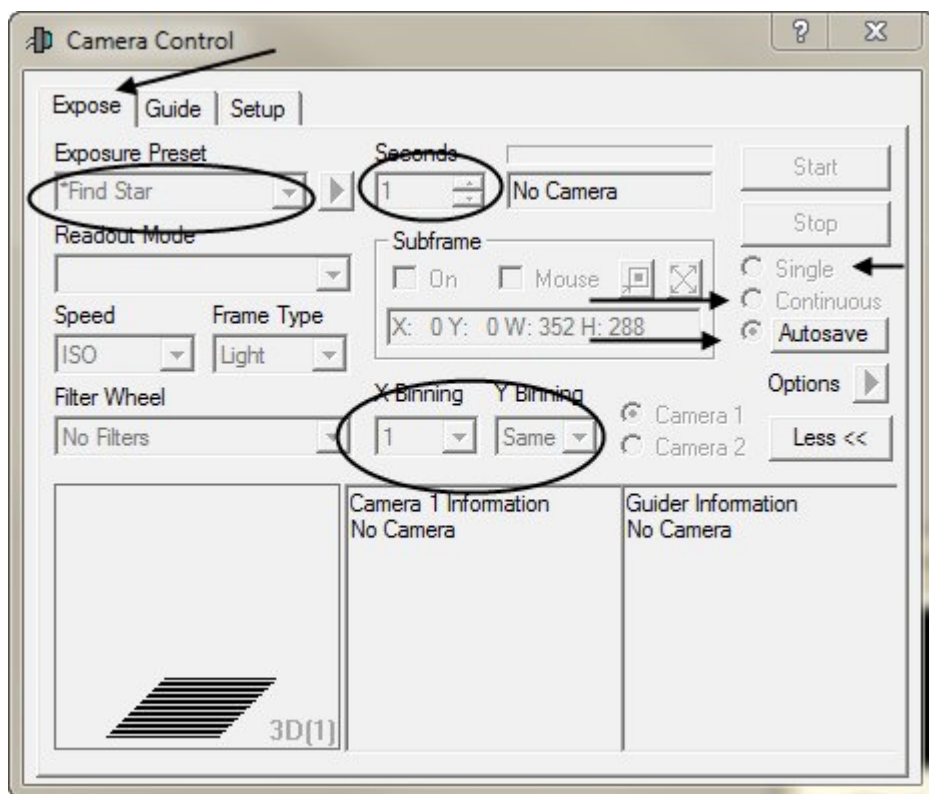 Camera Control
Expose Guide Setup
Exposure Preset
*Find Star
Seconds
1
No Camera
Start
Stop
Readout Mode
Subframe
On Mouse
X: 0 Y: 0 W: 352 H: 288
Single
Continuous
Autosave
Speed Frame Type
ISO Light
Options
Filter Wheel
No Filters
X Binning Y Binning
1 Same
Camera 1
Camera 2
Less <<
3D(1)
Camera 1 Information
No Camera
Guider Information
No Camera